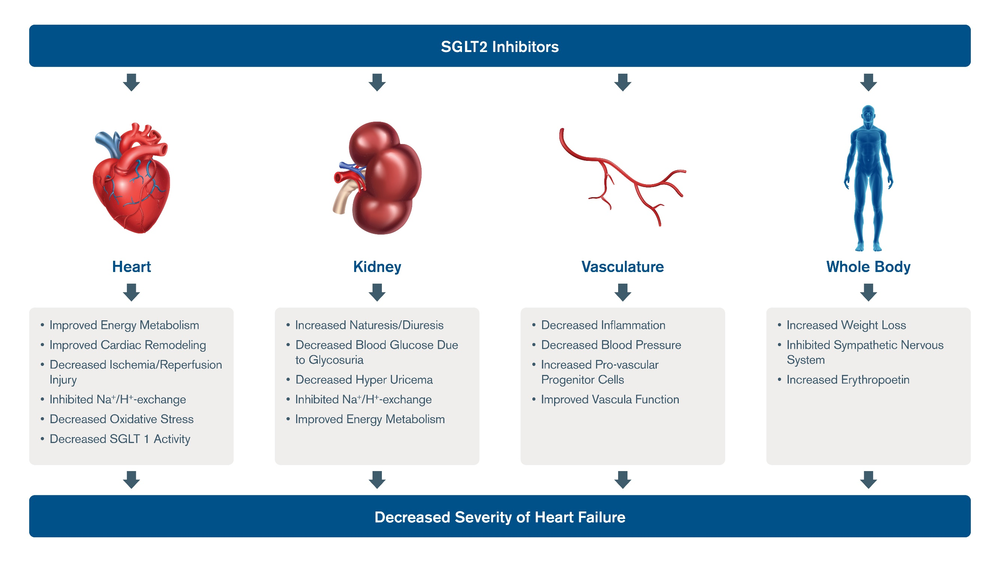 SGLT2 Inhibitors
Heart
• Improved Energy Metabolism
• Improved Cardiac Remodeling
• Decreased Ischemia/Reperfusion
Injury
• Inhibited Na⁺/H⁺-exchange
• Decreased Oxidative Stress
• Decreased SGLT 1 Activity
Kidney
• Increased Naturesis/Diuresis
• Decreased Blood Glucose Due
to Glycosuria
• Decreased Hyper Uricema
• Inhibited Na⁺/H⁺-exchange
• Improved Energy Metabolism
Vasculature
• Decreased Inflammation
• Decreased Blood Pressure
• Increased Pro-vascular
Progenitor Cells
• Improved Vascula Function
Whole Body
• Increased Weight Loss
• Inhibited Sympathetic Nervous
System
• Increased Erythropoetin
Decreased Severity of Heart Failure